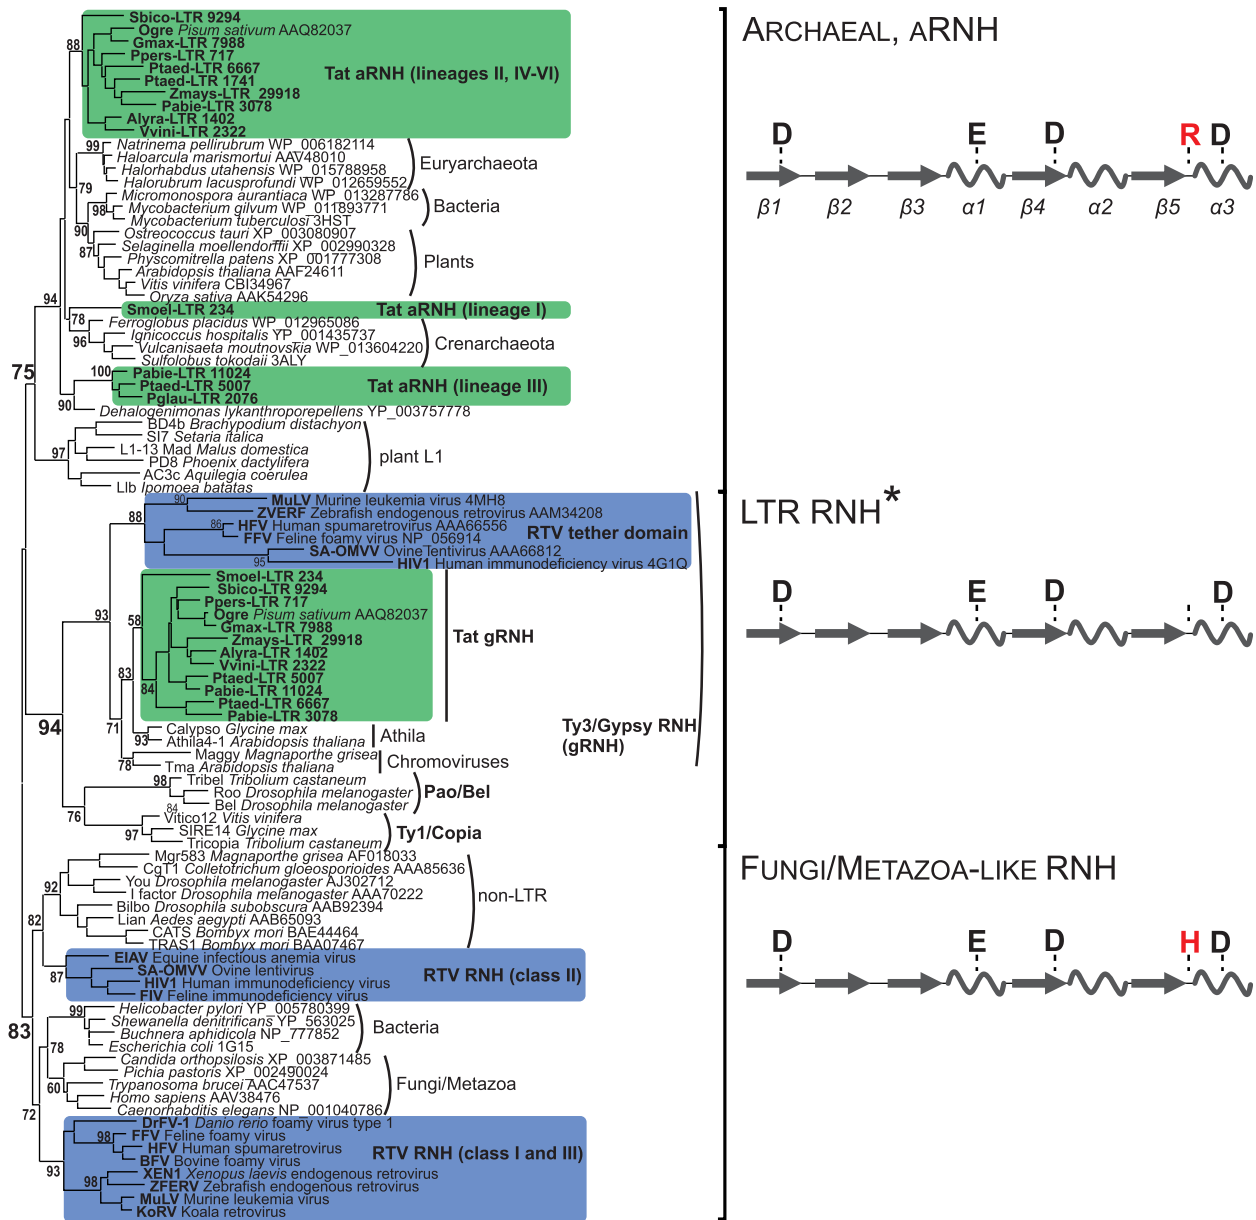 Sbico-LTR 9294
Ogre Pisum sativum AAQ82037
Gmax-LTR 7988
Ppers-LTR 717
Ptaed-LTR 6667
Ptaed-LTR 1741
Zmays-LTR 29918
Pabie-LTR 3078
Alyra-LTR 1402
Vvini-LTR 2322
88
Tat aRNH (lineages II, IV-VI)
Natrinema pellirubrum WP_006182114
Haloarcula marismortui AAV48010
Halorhabdus utahensis WP_015788958
Halorubrum lacusprofundi WP_012659552
99
Euryarchaeota
79
Micromonospora aurantiaca WP_013287786
Mycobacterium gilvum WP_011893771
Mycobacterium tuberculosi 3HST
98
Bacteria
90
Ostreococcus tauri XP_003080907
Selaginella moellendorffii XP_002990328
Physcomitrella patens XP_001777308
Arabidopsis thaliana AAF24611
Vitis vinifera CBI34967
Oryza sativa AAK54296
87
Plants
94
Smoel-LTR 234
Tat aRNH (lineage I)
Ferroglobus placidus WP_012965086
Ignicoccus hospitalis YP_001435737
Vulcanisaeta moutnovskia WP_013604220
Sulfolobus tokodaii 3ALY
78
96
Crenarchaeota
75
Pabie-LTR 11024
Ptaed-LTR 5007
Pglau-LTR 2076
100
Tat aRNH (lineage III)
90
Dehalogenimonas lykanthroporepellens YP_003757778
BD4b Brachypodium distachyon
SI7 Setaria italica
L1-13 Mad Malus domestica
PD8 Phoenix dactylifera
AC3c Aquilegia coerulea
LIb Ipomoea batatas
97
plant L1
MuLV Murine leukemia virus 4MH8
ZVERF Zebrafish endogenous retrovirus AAM34208
HFV Human spumaretrovirus AAA66556
FFV Feline foamy virus NP_056914
SA-OMVV Ovine lentivirus AAA66812
HIV1 Human immunodeficiency virus 4G1Q
90
88
86
95
RTV tether domain
Smoel-LTR 234
Sbico-LTR 9294
Ppers-LTR 717
Ogre Pisum sativum AAQ82037
Gmax-LTR 7988
Zmays-LTR 29918
Alyra-LTR 1402
Vvini-LTR 2322
Ptaed-LTR 5007
Pabie-LTR 11024
Ptaed-LTR 6667
Pabie-LTR 3078
93
58
83
84
Tat gRNH
94
71
Calypso Glycine max
Athila4-1 Arabidopsis thaliana
93
Athila
Maggy Magnaporthe grisea
Tma Arabidopsis thaliana
78
Chromoviruses
Ty3/Gypsy RNH
(gRNH)
Tribel Tribolium castaneum
Roo Drosophila melanogaster
Bel Drosophila melanogaster
98
84
Pao/Bel
76
Vitico12 Vitis vinifera
SIRE14 Glycine max
Tricopia Tribolium castaneum
97
Ty1/Copia
Mgr583 Magnaporthe grisea AF018033
CgT1 Colletotrichum gloeosporioides AAA85636
You Drosophila melanogaster AJ302712
I factor Drosophila melanogaster AAA70222
Bilbo Drosophila subobscura AAB92394
Lian Aedes aegypti AAB65093
CATS Bombyx mori BAE44464
TRAS1 Bombyx mori BAA07467
92
82
non-LTR
EIAV Equine infectious anemia virus
SA-OMVV Ovine lentivirus
HIV1 Human immunodeficiency virus
FIV Feline immunodeficiency virus
87
RTV RNH (class II)
83
Helicobacter pylori YP_005780399
Shewanella denitrificans YP_563025
Buchnera aphidicola NP_777852
Escherichia coli 1G15
99
Bacteria
78
Candida orthopsilosis XP_003871485
Pichia pastoris XP_002490024
Trypanosoma brucei AAC47537
Homo sapiens AAV38476
Caenorhabditis elegans NP_001040786
60
Fungi/Metazoa
72
DrFV-1 Danio rerio foamy virus type 1
FFV Feline foamy virus
HFV Human spumaretrovirus
BFV Bovine foamy virus
XEN1 Xenopus laevis endogenous retrovirus
ZFERV Zebrafish endogenous retrovirus
MuLV Murine leukemia virus
KoRV Koala retrovirus
98
93
98
RTV RNH (class I and III)
ARCHAEAL, ARNH
D E D R D
β1 β2 β3 α1 β4 α2 β5 α3
LTR RNH*
D E D D
FUNGI/METAZOA-LIKE RNH
D E D H D